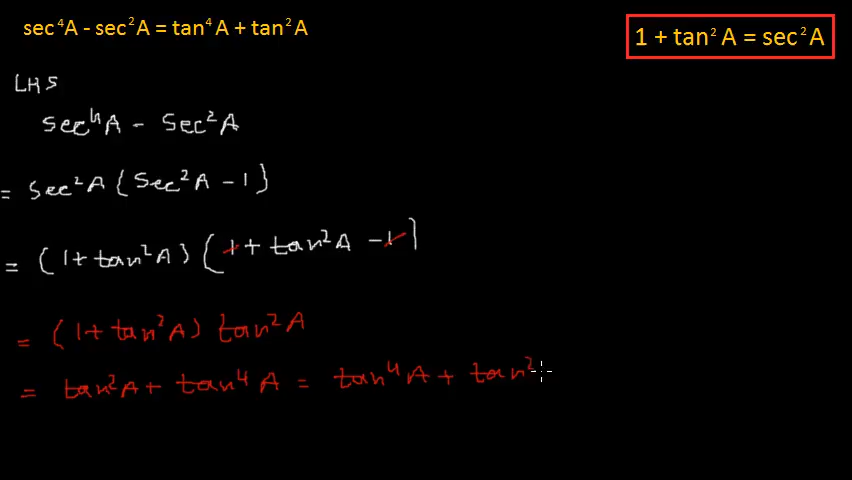 sec⁴A - sec²A = tan⁴A + tan²A
1 + tan²A = sec²A
LHS
sec⁴A - sec²A
= sec²A {sec²A - 1}
= (1 + tan²A) (1 + tan²A - 1)
= (1 + tan²A) tan²A
= tan²A + tan⁴A = tan⁴A + tan²